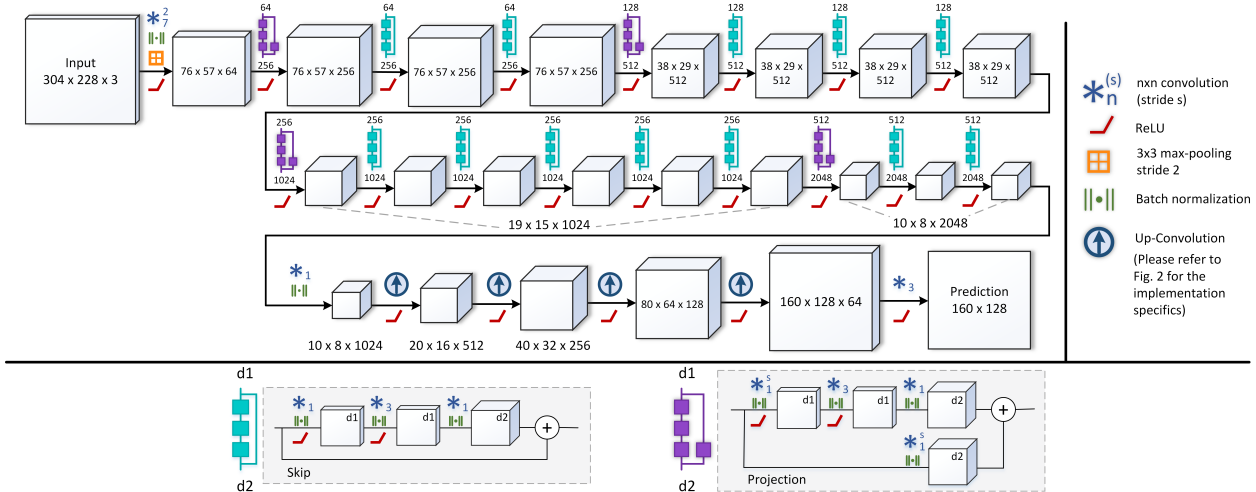 Input
304 x 228 x 3
2
7
76 x 57 x 64
64
256
76 x 57 x 256
64
256
76 x 57 x 256
64
256
76 x 57 x 256
128
512
38 x 29 x
512
128
512
38 x 29 x
512
128
512
38 x 29 x
512
128
512
38 x 29 x
512
256
1024
256
1024
256
1024
256
1024
256
1024
256
1024
512
2048
512
2048
512
2048
19 x 15 x 1024
10 x 8 x 2048
1
10 x 8 x 1024
20 x 16 x 512
40 x 32 x 256
80 x 64 x 128
160 x 128 x 64
3
Prediction
160 x 128
(s)
n
nxn convolution
(stride s)
ReLU
3x3 max-pooling
stride 2
Batch normalization
Up-Convolution
(Please refer to
Fig. 2 for the
implementation
specifics)
d1
d2
1
d1
3
d1
1
d2
Skip
d1
d2
s
1
d1
3
d1
1
d2
s
1
d2
Projection